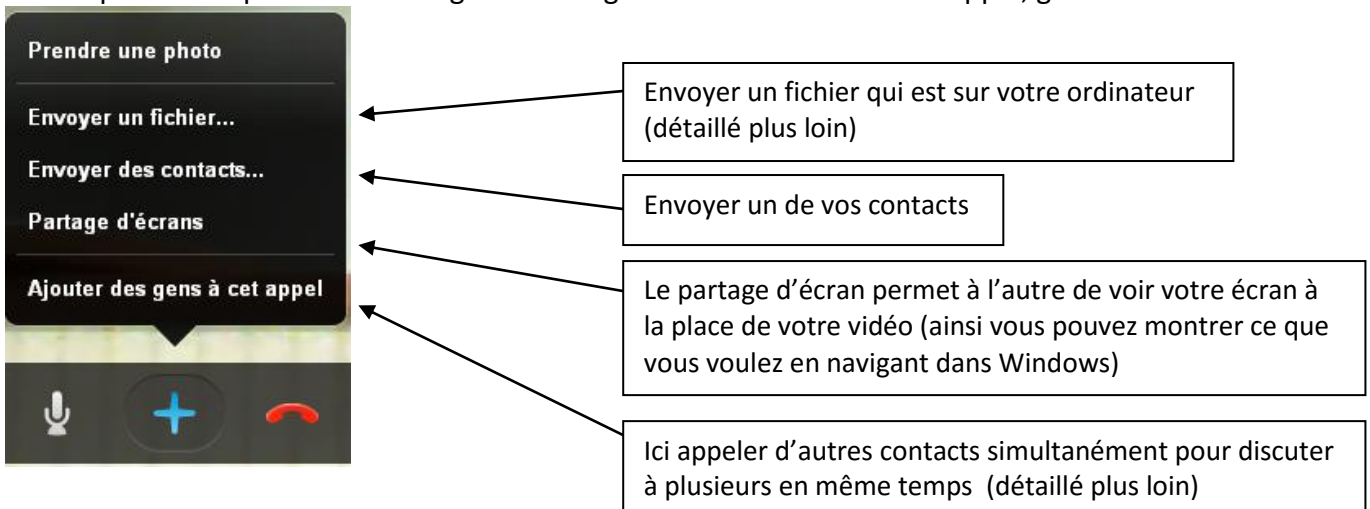 Prendre une photo
Envoyer un fichier...
Envoyer des contacts...
Partage d'écrans
Ajouter des gens à cet appel
Envoyer un fichier qui est sur votre ordinateur
(détaillé plus loin)
Envoyer un de vos contacts
Le partage d’écran permet à l’autre de voir votre écran à
la place de votre vidéo (ainsi vous pouvez montrer ce que
vous voulez en navigant dans Windows)
Ici appeler d’autres contacts simultanément pour discuter
à plusieurs en même temps (détaillé plus loin)